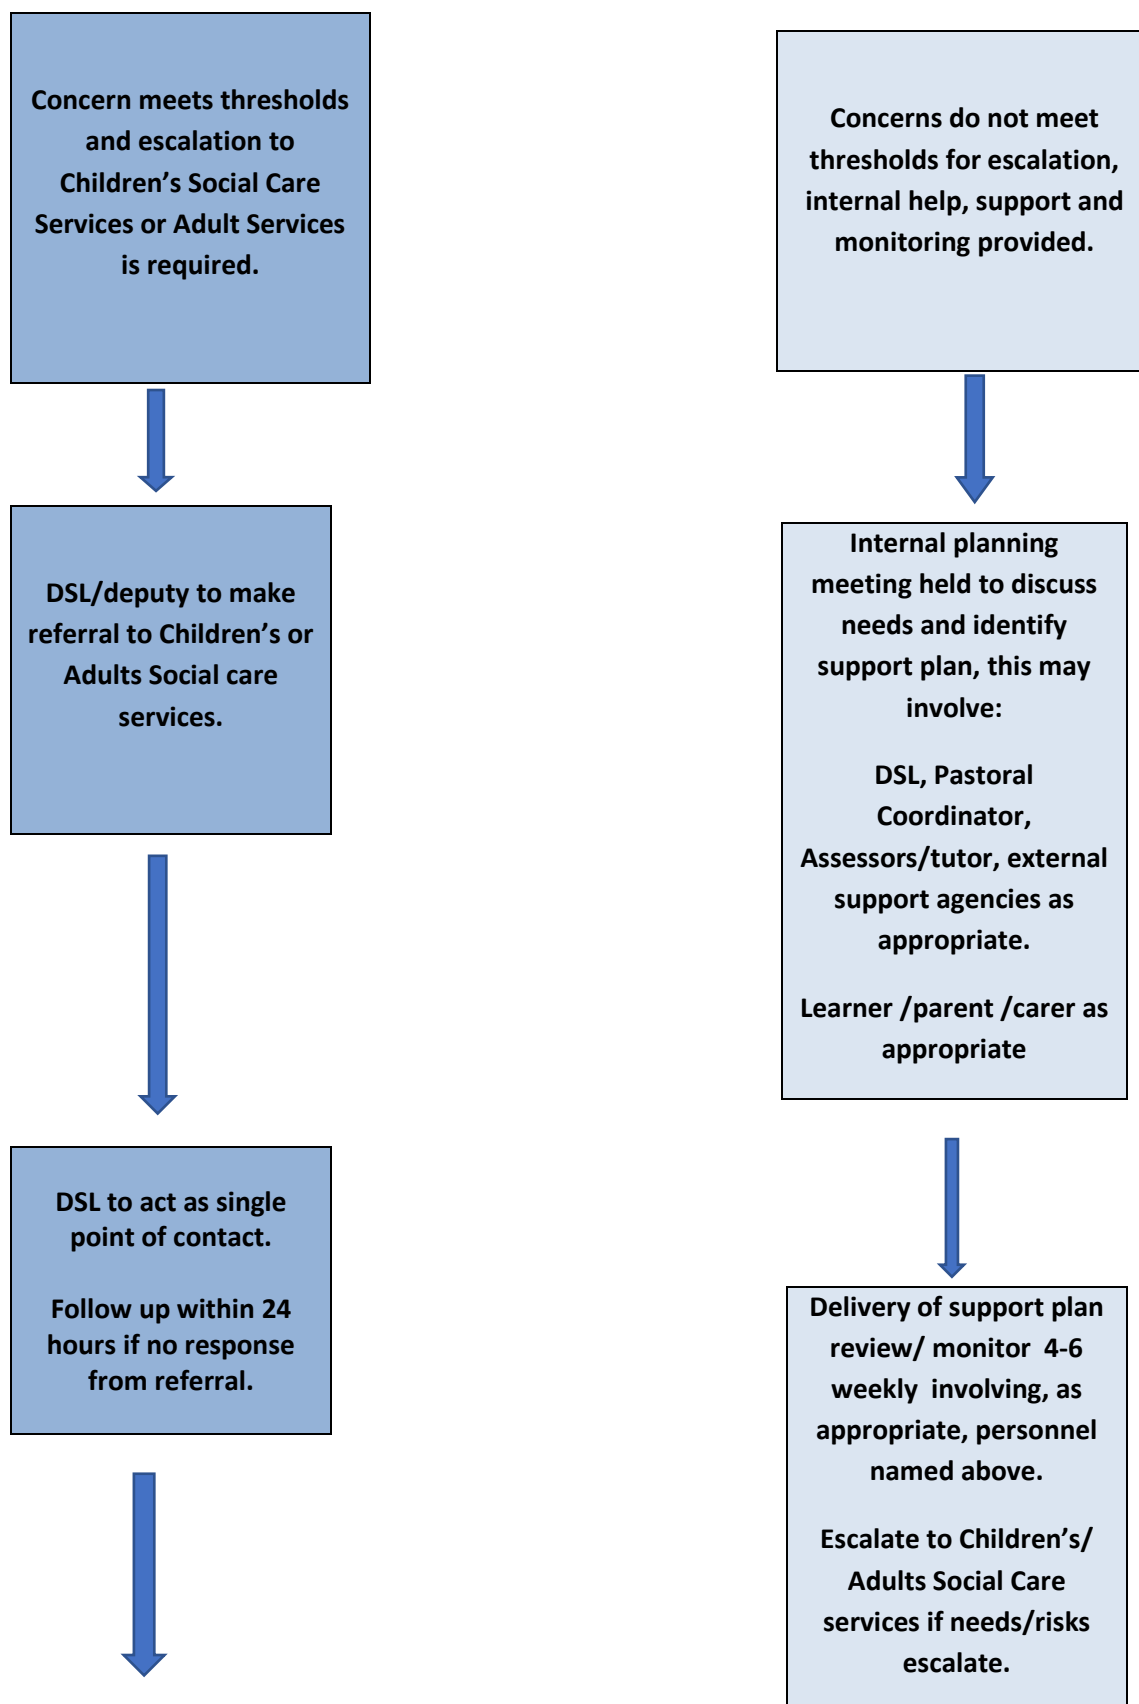 Concern meets thresholds
and escalation to
Children’s Social Care
Services or Adult Services
is required.
DSL/deputy to make
referral to Children’s or
Adults Social care
services.
DSL to act as single
point of contact.
Follow up within 24
hours if no response
from referral.
Concerns do not meet
thresholds for escalation,
internal help, support and
monitoring provided.
Internal planning
meeting held to discuss
needs and identify
support plan, this may
involve:
DSL, Pastoral
Coordinator,
Assessors/tutor, external
support agencies as
appropriate.
Learner /parent /carer as
appropriate
Delivery of support plan
review/ monitor  4-6
weekly  involving, as
appropriate, personnel
named above.
Escalate to Children’s/
Adults Social Care
services if needs/risks
escalate.